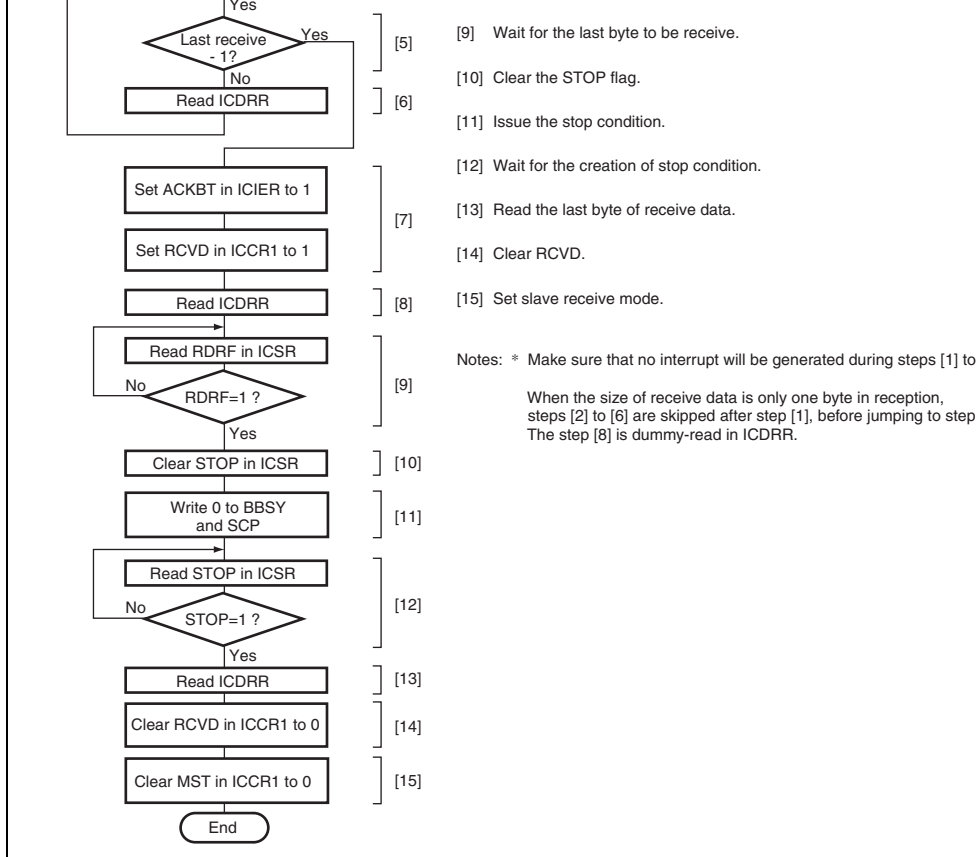 Yes
Last receive
- 1?
Yes
[5]
No
Read ICDRR
[6]
Set ACKBT in ICIER to 1
Set RCVD in ICCR1 to 1
[7]
Read ICDRR
[8]
Read RDRF in ICSR
No
RDRF=1 ?
[9]
Yes
Clear STOP in ICSR
[10]
Write 0 to BBSY
and SCP
[11]
Read STOP in ICSR
No
STOP=1 ?
[12]
Yes
Read ICDRR
[13]
Clear RCVD in ICCR1 to 0
[14]
Clear MST in ICCR1 to 0
[15]
End
[9] Wait for the last byte to be receive.
[10] Clear the STOP flag.
[11] Issue the stop condition.
[12] Wait for the creation of stop condition.
[13] Read the last byte of receive data.
[14] Clear RCVD.
[15] Set slave receive mode.
Notes: * Make sure that no interrupt will be generated during steps [1] to
When the size of receive data is only one byte in reception,
steps [2] to [6] are skipped after step [1], before jumping to step
The step [8] is dummy-read in ICDRR.